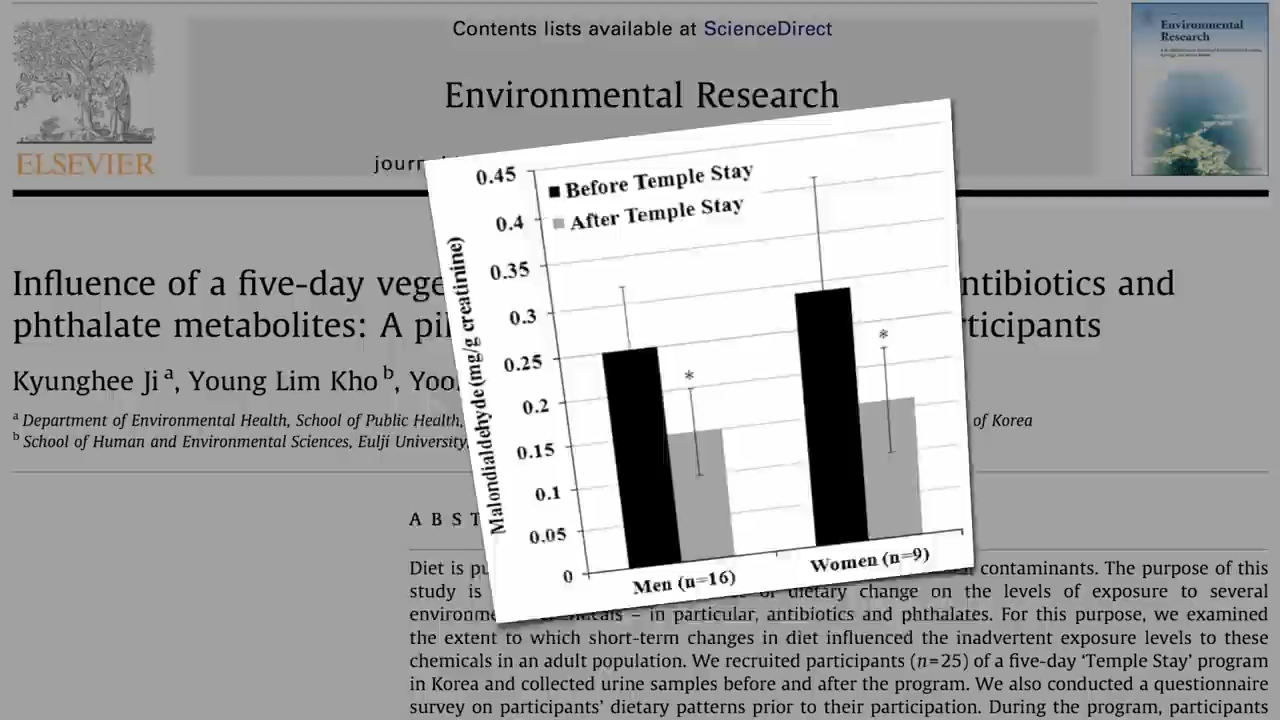 Contents lists available at ScienceDirect
Environmental
Research
Environmental Research
ELSEVIER
journ
Influence of a five-day vege
ntibiotics and
phthalate metabolites: A pi
rticipants
Kyunghee Ji a, Young Lim Kho b, Yoo
a Department of Environmental Health, School of Public Health,
of Korea
b School of Human and Environmental Sciences, Eulji University,
ABST
Diet is pu
contaminants. The purpose of this
study is
dietary change on the levels of exposure to several
environme
– in particular, antibiotics and phthalates. For this purpose, we examined
the extent to which short-term changes in diet influenced the inadvertent exposure levels to these
chemicals in an adult population. We recruited participants (n=25) of a five-day ‘Temple Stay’ program
in Korea and collected urine samples before and after the program. We also conducted a questionnaire
survey on participants’ dietary patterns prior to their participation. During the program, participants
Malondialdehyde (mg/g creatinine)
0.45
0.4
0.35
0.3
0.25
0.2
0.15
0.1
0.05
0
Before Temple Stay
After Temple Stay
*
*
Men (n=16)
Women (n=9)